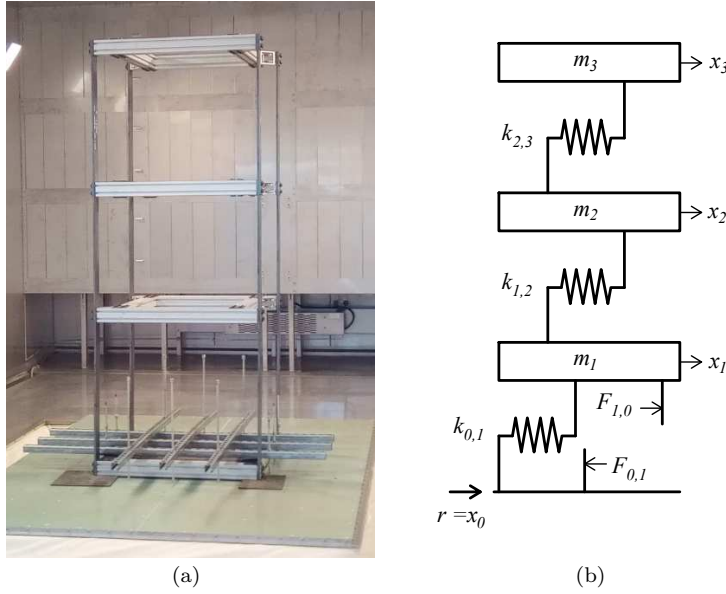 m₃
x₃
k₂,₃
m₂
x₂
k₁,₂
m₁
x₁
F₁,₀
k₀,₁
F₀,₁
r =x₀
(a)
(b)